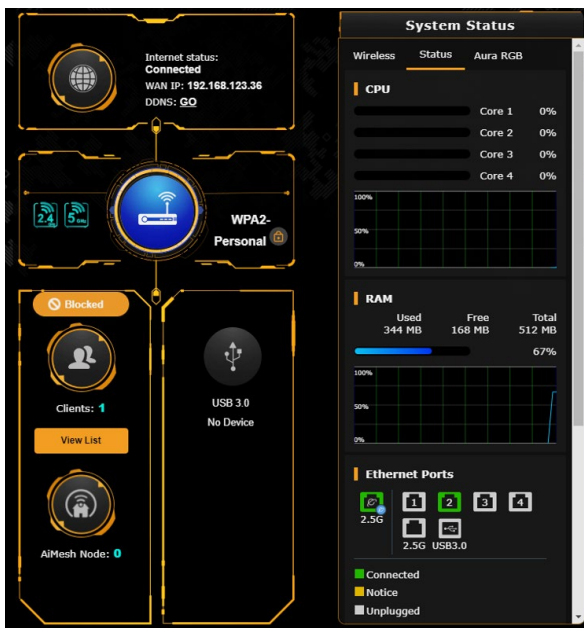 Internet status:
Connected
WAN IP: 192.168.123.36
DDNS: GO
2.4
GHz
5 GHz
WPA2-
Personal
Blocked
Clients: 1
View List
AiMesh Node: 0
USB 3.0
No Device
System Status
Wireless Status Aura RGB
CPU
Core 1 0%
Core 2 0%
Core 3 0%
Core 4 0%
100%
50%
0%
RAM
Used Free Total
344 MB 168 MB 512 MB
67%
100%
50%
0%
Ethernet Ports
1 2 3 4
2.5G
2.5G USB3.0
Connected
Notice
Unplugged